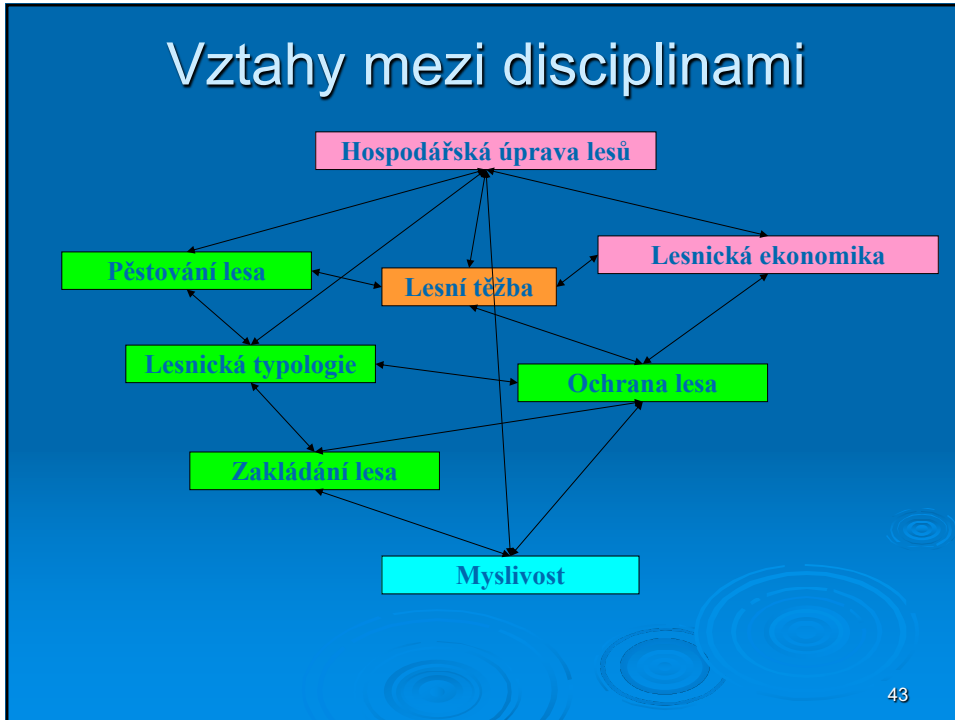 Vztahy mezi disciplinami
Hospodářská úprava lesů
Pěstování lesa
Lesní těžba
Lesnická ekonomika
Lesnická typologie
Ochrana lesa
Zakládání lesa
Myslivost
43